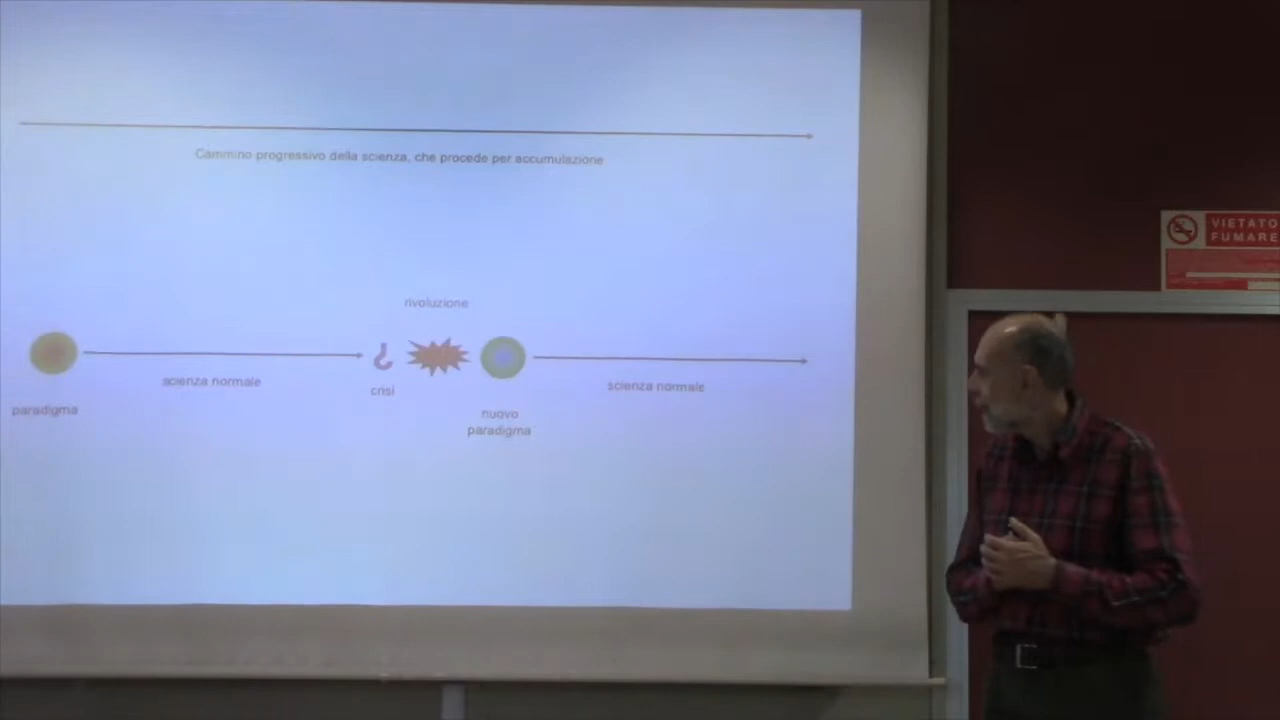 Cammino progressivo della scienza, che procede per accumulazione
rivoluzione
scienza normale
crisi
scienza normale
paradigma
nuovo
paradigma
VIETATO
FUMARE